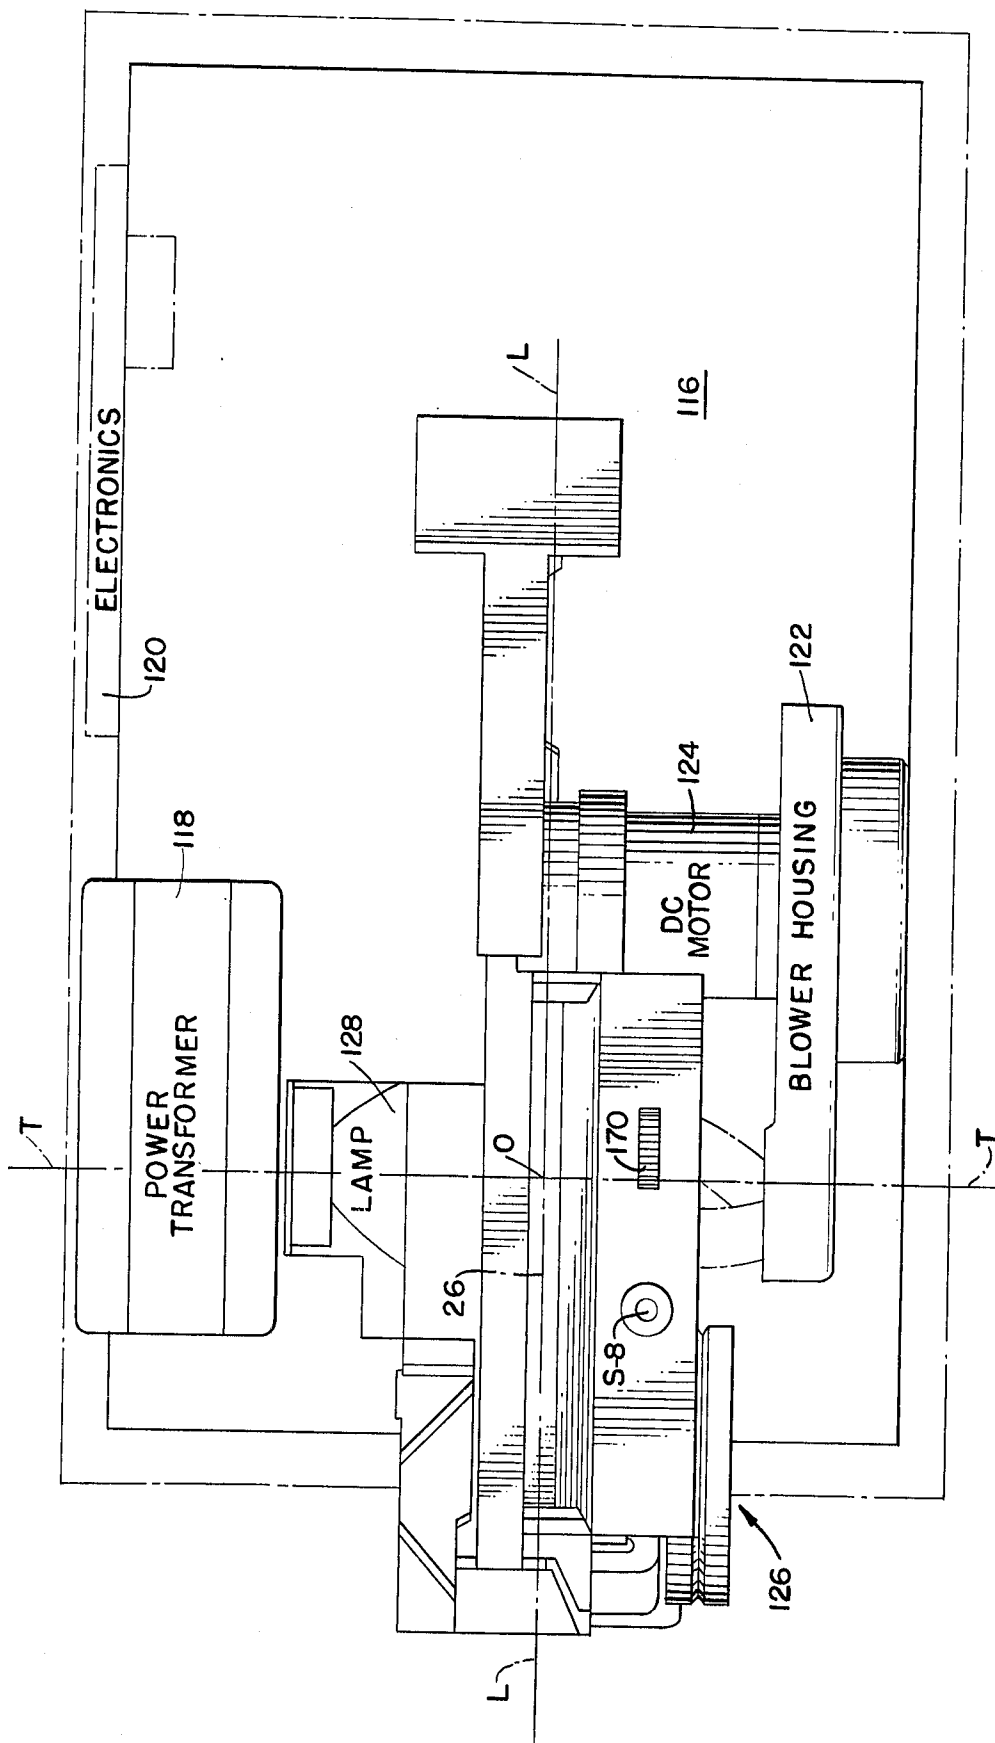 ELECTRONICS
120
L
116
118
POWER
TRANSFORMER
T
128
LAMP
O
26
170
S-8
DC
MOTOR
124
122
BLOWER HOUSING
T
126
L